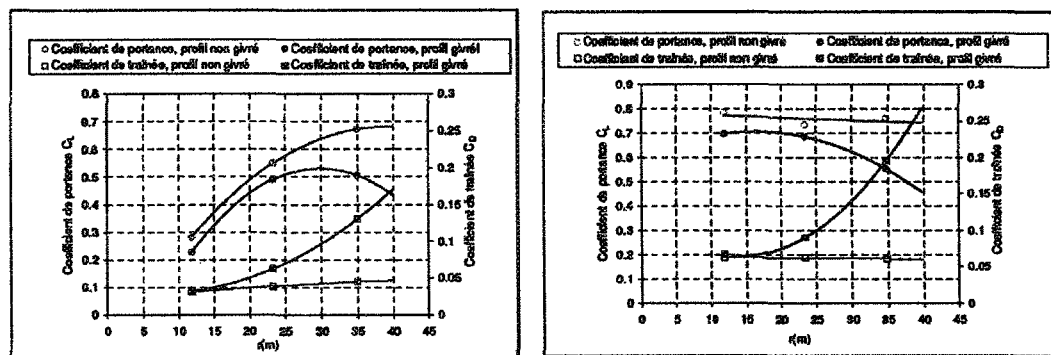 Coefficient de portance, profil non givré
Coefficient de portance, profil givrél
Coefficient de traînée, profil non givré
Coefficient de traînée, profil givré
Coefficient de portance C_L
0.8
0.7
0.6
0.5
0.4
0.3
0.2
0.1
0
0.3
0.25
0.2
0.15
0.1
0.05
0
Coefficient de traînée C_D
0 5 10 15 20 25 30 35 40 45
r(m)
Coefficient de portance, profil non givré
Coefficient de portance, profil givré
Coefficient de traînée, profil non givré
Coefficient de traînée, profil givré
Coefficient de portance C_L
0.9
0.8
0.7
0.6
0.5
0.4
0.3
0.2
0.1
0
0.3
0.25
0.2
0.15
0.1
0.05
0
Coefficient de traînée C_D
0 5 10 15 20 25 30 35 40 45
r(m)